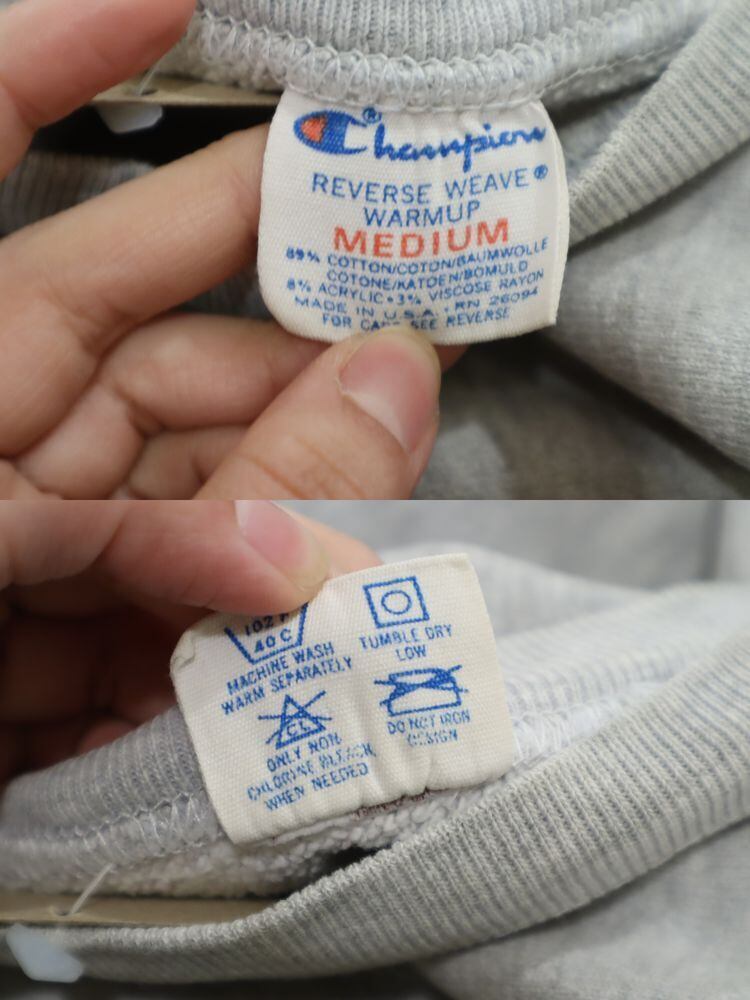 Champion®
REVERSE WEAVE®
WARMUP
MEDIUM
89% COTTON/COTON/BAUMWOLLE
COTONE/KATOEN/BOMULD
8% ACRYLIC • 3% VISCOSE RAYON
MADE IN U.S.A. RN 26094
FOR CARE SEE REVERSE
102 F
40 C
MACHINE WASH
WARM SEPARATELY
TUMBLE DRY
LOW
CL
ONLY NON
CHLORINE BLEACH,
WHEN NEEDED
DO NOT IRON
DESIGN